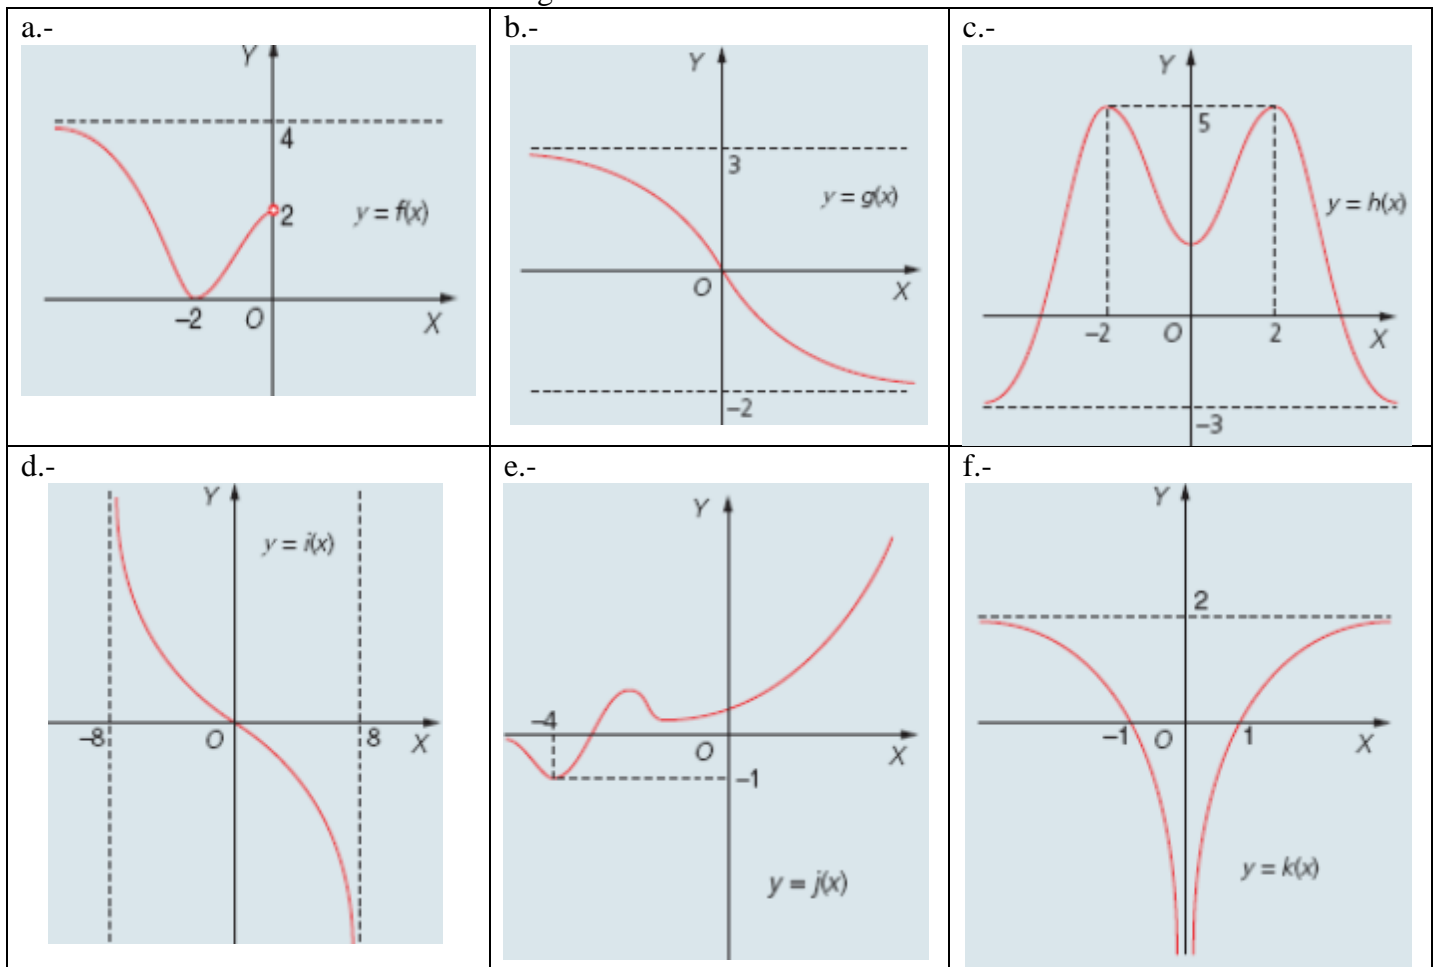 a.-
Y
4
2
y = f(x)
–2
O
X
b.-
Y
3
y = g(x)
O
X
–2
c.-
Y
5
y = h(x)
–2
O
2
X
–3
d.-
Y
y = i(x)
–8
O
8
X
e.-
Y
–4
O
X
–1
y = j(x)
f.-
Y
2
–1
O
1
X
y = k(x)